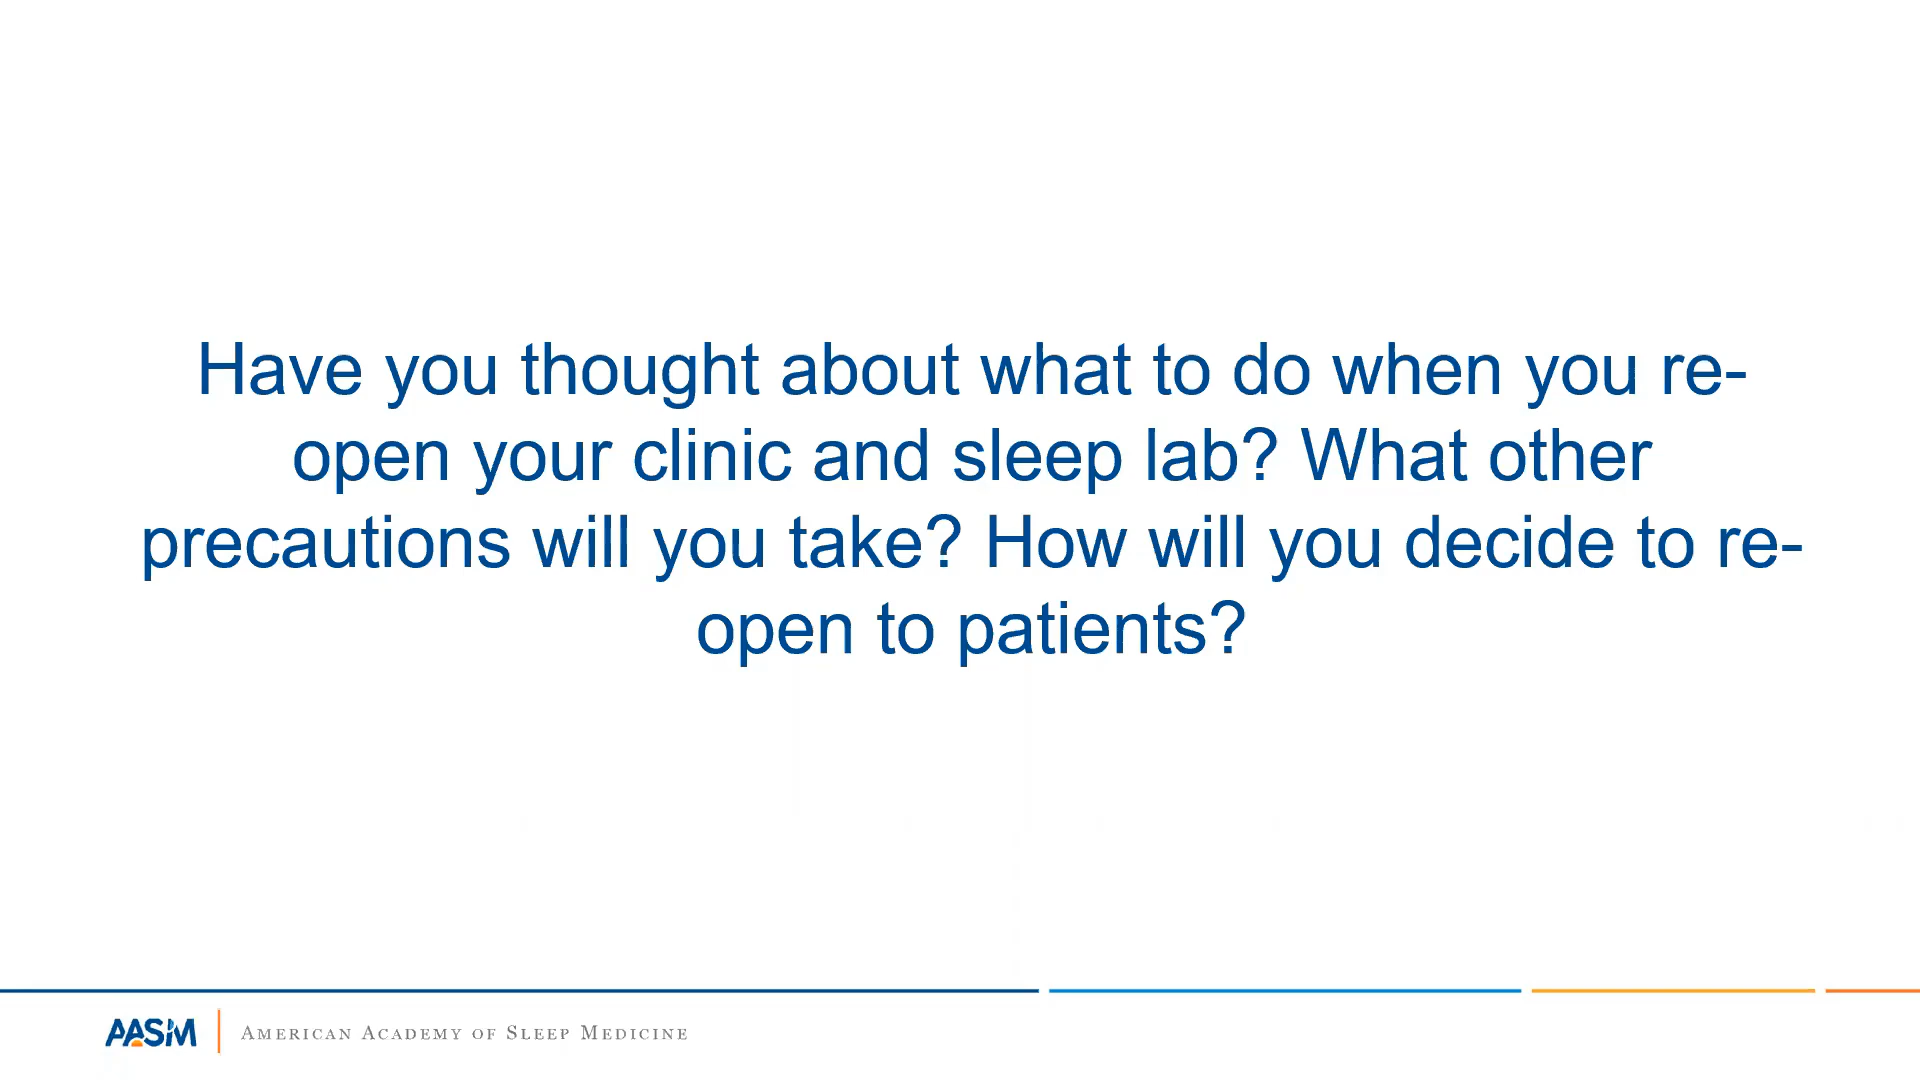 Have you thought about what to do when you re-
open your clinic and sleep lab? What other
precautions will you take? How will you decide to re-
open to patients?
AASM
American Academy of Sleep Medicine